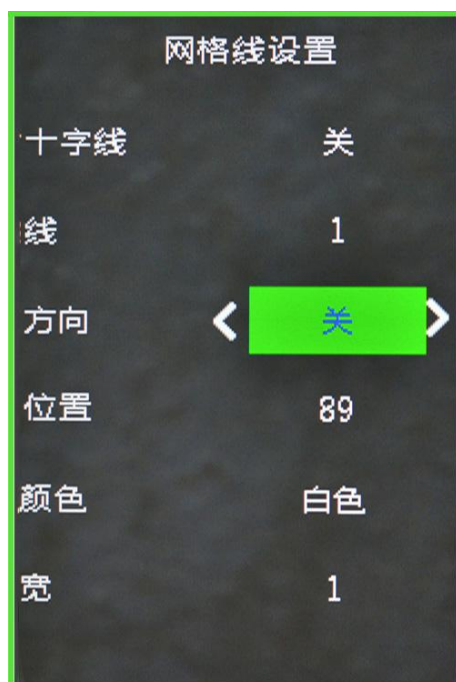 网格线设置
十字线 关
线 1
方向 < 关 >
位置 89
颜色 白色
宽 1